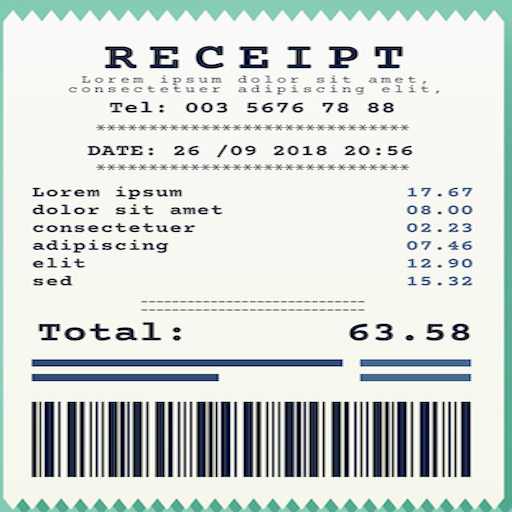 RECEIPT
Lorem ipsum dolor sit amet,
consectetuer adipiscing elit,
Tel: 003 5676 78 88
******************************
DATE: 26 /09 2018 20:56
******************************
Lorem ipsum 17.67
dolor sit amet 08.00
consectetuer 02.23
adipiscing 07.46
elit 12.90
sed 15.32
Total: 63.58